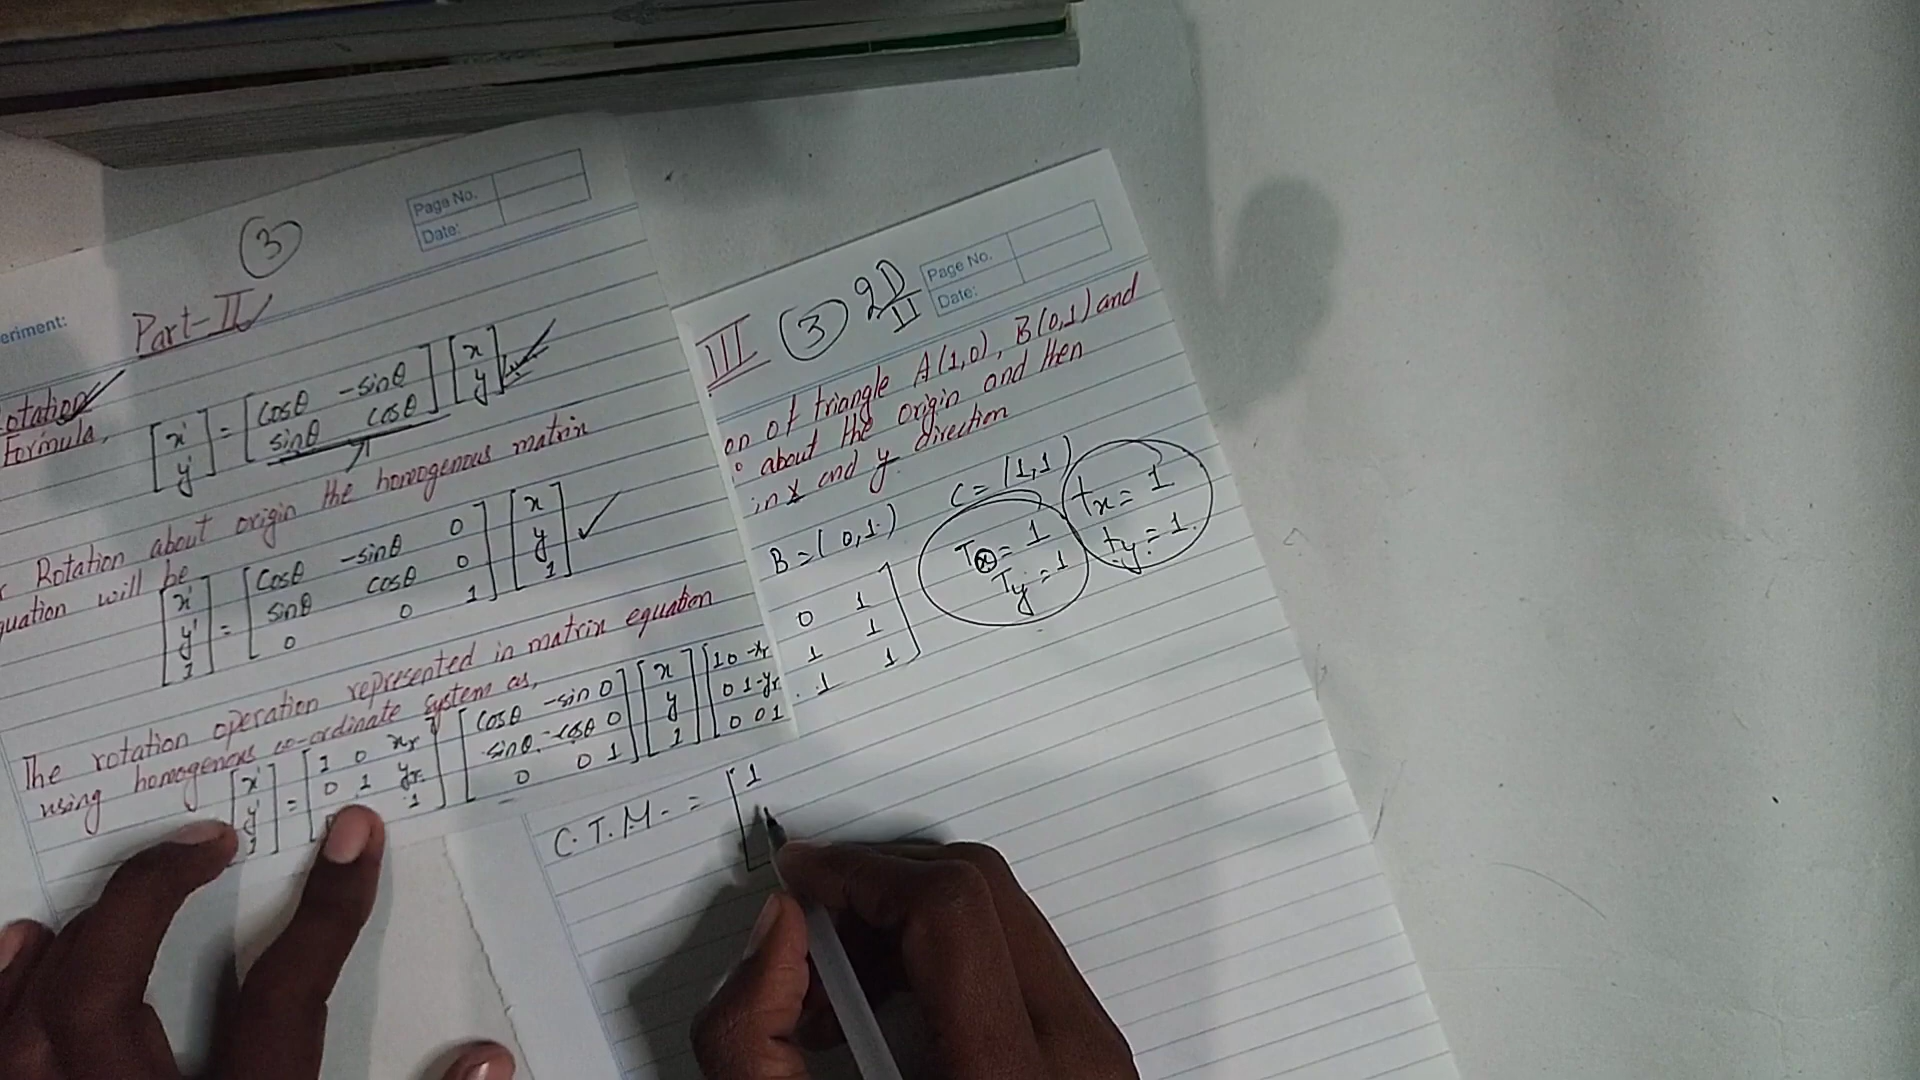 3
Page No.
Date:
eriment:
Part-II
otation
Formula,
[x' y'] = [cosθ -sinθ sinθ cosθ] [x y]
Rotation about origin the homogenous matrix
quation will be
[x' y' 1] = [cosθ -sinθ 0 sinθ cosθ 0 0 0 1] [x y 1]
The rotation operation represented in matrix equation
using homogenous co-ordinate system as,
[x' y' 1] = [1 0 xr 0 1 yr 1] [cosθ -sin 0 sinθ -cosθ 0 0 0 1] [x y 1] [1 0 -xr 0 1 -yr 0 0 1]
III 3 2D II
Page No.
Date:
on of triangle A(1,0), B(0,1) and
° about the origin and then
in x and y direction
B = (0,1) C = (1,1)
0 1
1 1
1 1
Tx = 1
Ty = 1
tx = 1
ty = 1
C.T.M. = [1